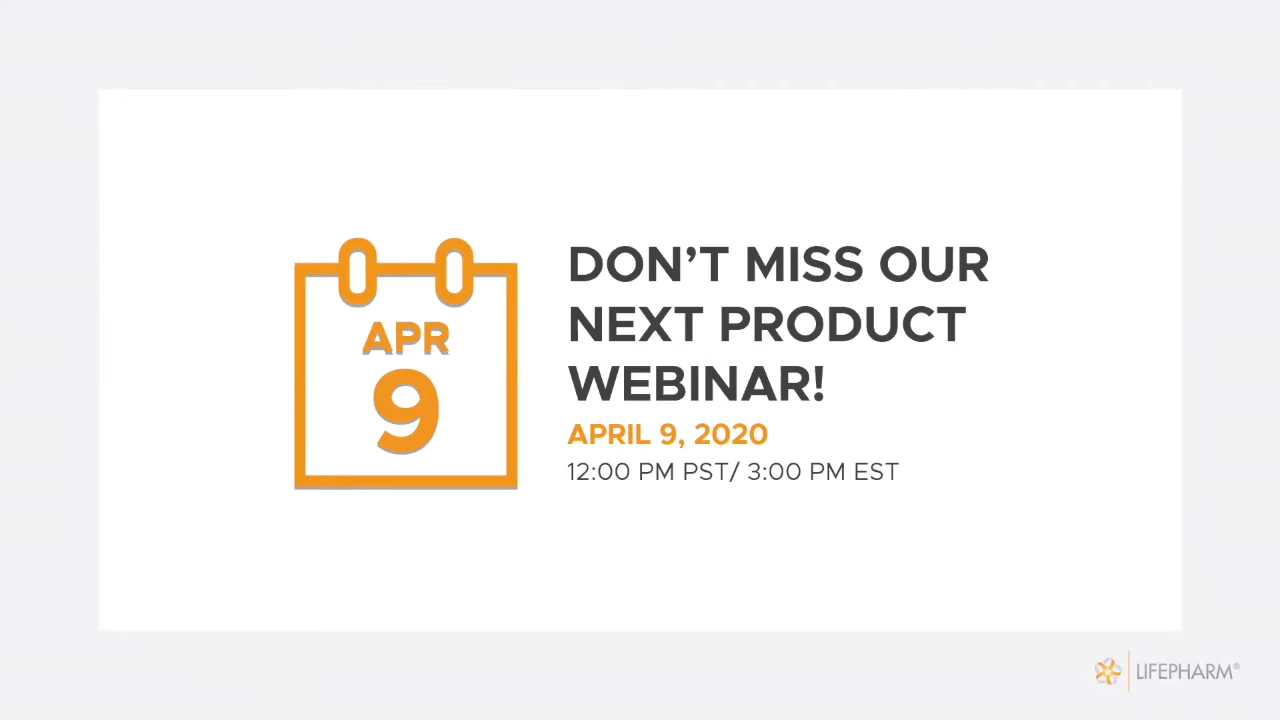 APR
9
DON’T MISS OUR
NEXT PRODUCT
WEBINAR!
APRIL 9, 2020
12:00 PM PST/ 3:00 PM EST
LIFEPHARM®